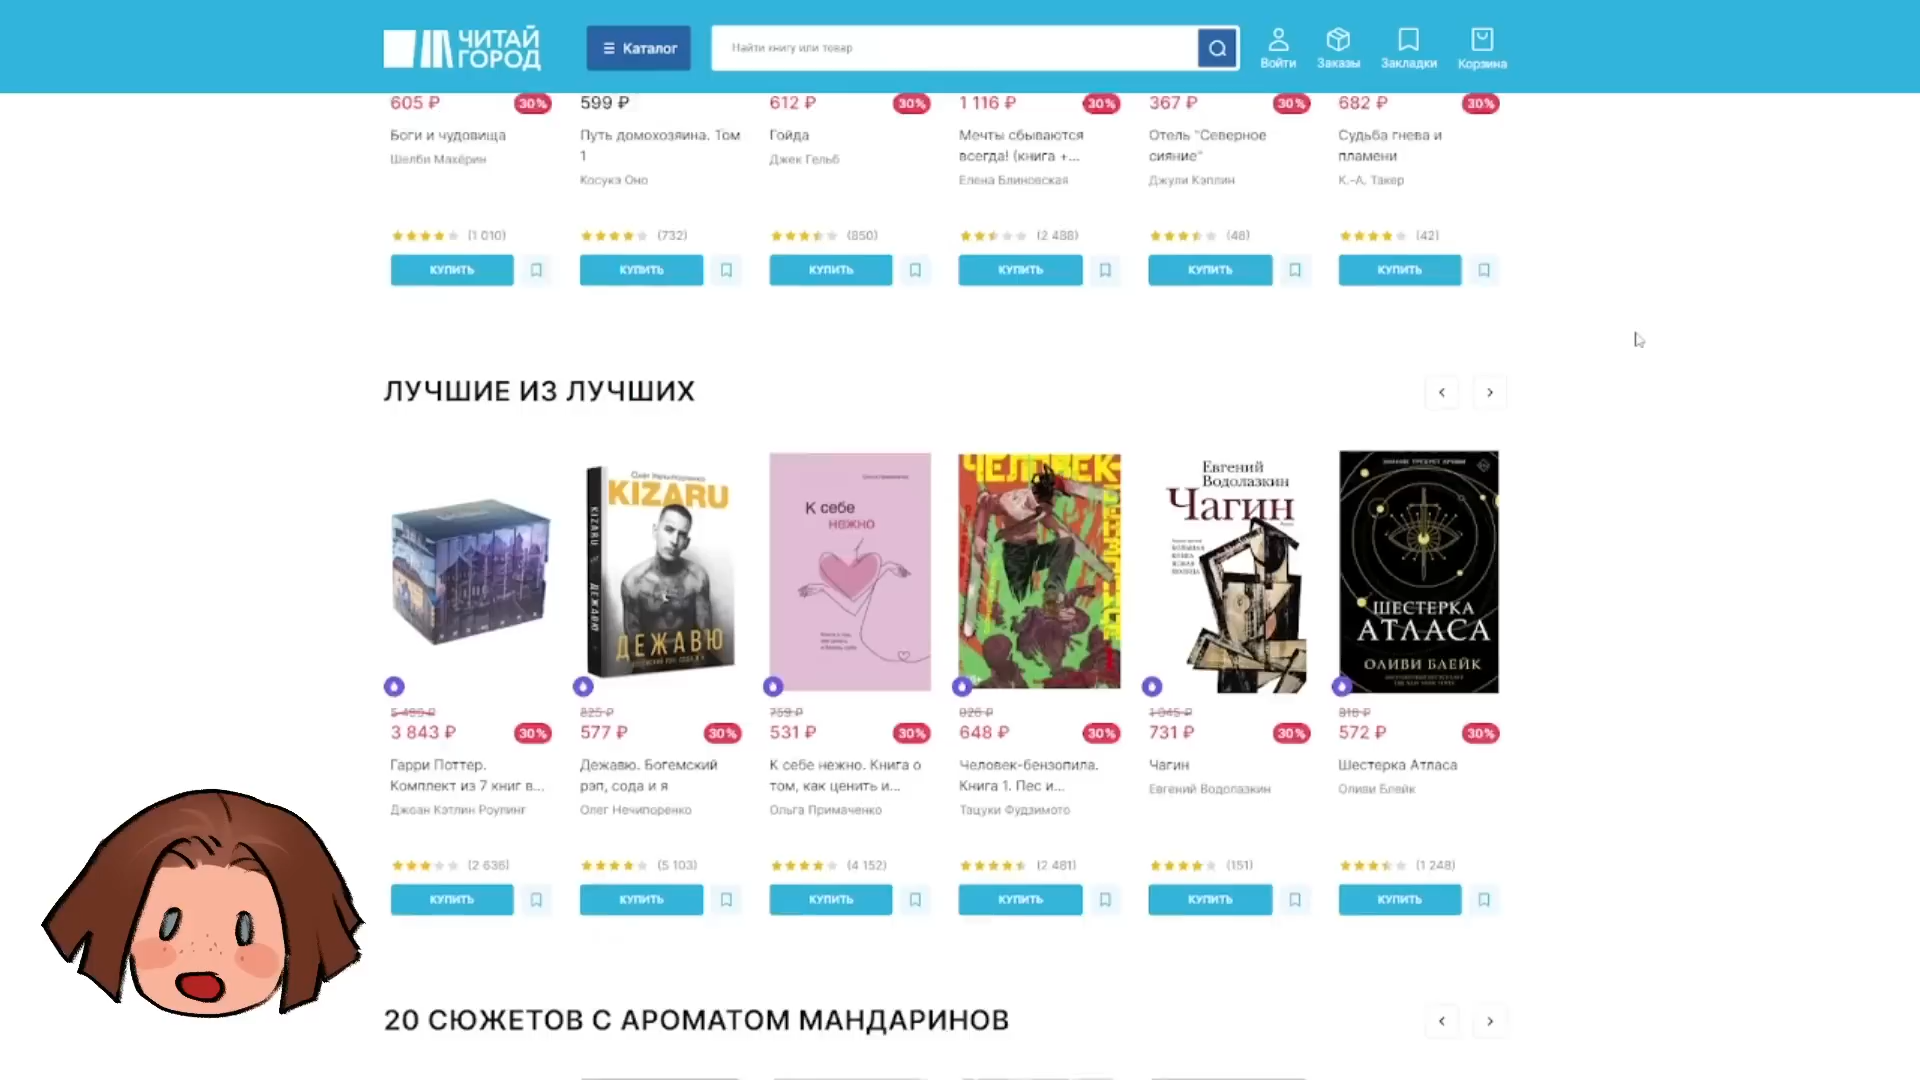 ЧИТАЙ
ГОРОД
Каталог
Найти книгу или товар
Войти
Заказы
Закладки
Корзина
605 ₽ 30%
599 ₽
612 ₽ 30%
1 116 ₽ 30%
367 ₽ 30%
682 ₽ 30%
Боги и чудовища
Шелби Махёрин
Путь домохозяина. Том
1
Косукэ Оно
Гойда
Джек Гельб
Мечты сбываются
всегда! (книга +...
Елена Блиновская
Отель "Северное
сияние"
Джули Кэплин
Судьба гнева и
пламени
К.-А. Такер
(1 010)
(732)
(850)
(2 488)
(48)
(42)
КУПИТЬ
КУПИТЬ
КУПИТЬ
КУПИТЬ
КУПИТЬ
КУПИТЬ
ЛУЧШИЕ ИЗ ЛУЧШИХ
KIZARU
KIZARU
ДЕЖАВЮ
ДЕЖАВЮ
К себе
нежно
ЧЕЛОВЕК-
Евгений
Водолазкин
Чагин
ШЕСТЕРКА
АТЛАСА
ОЛИВИ БЛЕЙК
5 490 ₽
3 843 ₽ 30%
825 ₽
577 ₽ 30%
759 ₽
531 ₽ 30%
926 ₽
648 ₽ 30%
1 045 ₽
731 ₽ 30%
818 ₽
572 ₽ 30%
Гарри Поттер.
Комплект из 7 книг в...
Джоан Кэтлин Роулинг
Дежавю. Богемский
рэп, сода и я
Олег Нечипоренко
К себе нежно. Книга о
том, как ценить и...
Ольга Примаченко
Человек-бензопила.
Книга 1. Пес и...
Тацуки Фудзимото
Чагин
Евгений Водолазкин
Шестерка Атласа
Оливи Блейк
(2 636)
(5 103)
(4 152)
(2 481)
(151)
(1 248)
КУПИТЬ
КУПИТЬ
КУПИТЬ
КУПИТЬ
КУПИТЬ
КУПИТЬ
20 СЮЖЕТОВ С АРОМАТОМ МАНДАРИНОВ